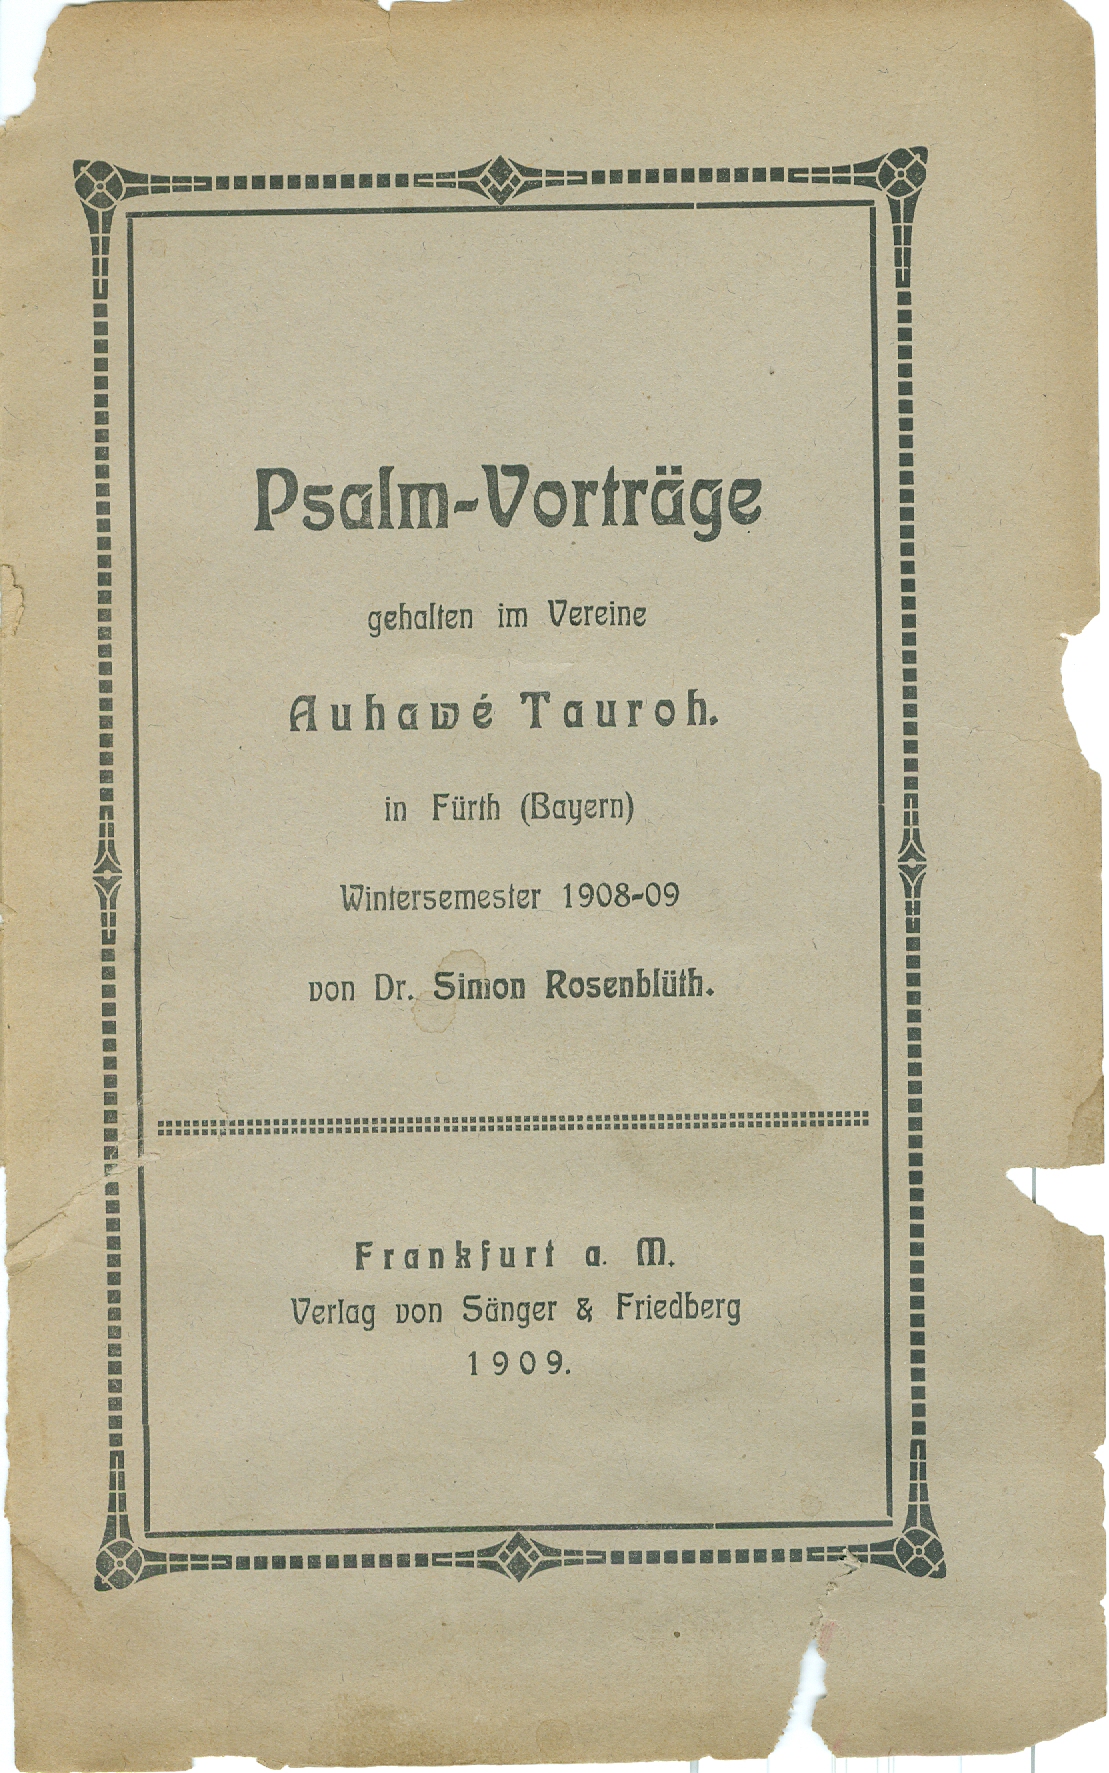 Psalm-Vorträge
gehalten im Vereine
Auhawé Tauroh.
in Fürth (Bayern)
Wintersemester 1908-09
von Dr. Simon Rosenblüth.
Frankfurt a. M.
Verlag von Sänger & Friedberg
1909.